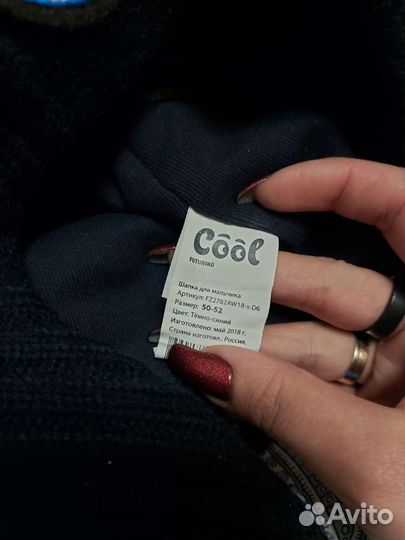 Cool
FUTURINO
Шапка для мальчика
Артикул: FZ2782AW18-s-D6
Размер: 50-52
Цвет: Тёмно-синий
Изготовлено: май 2018 г.
Страна изготовл.: Россия.
Avito